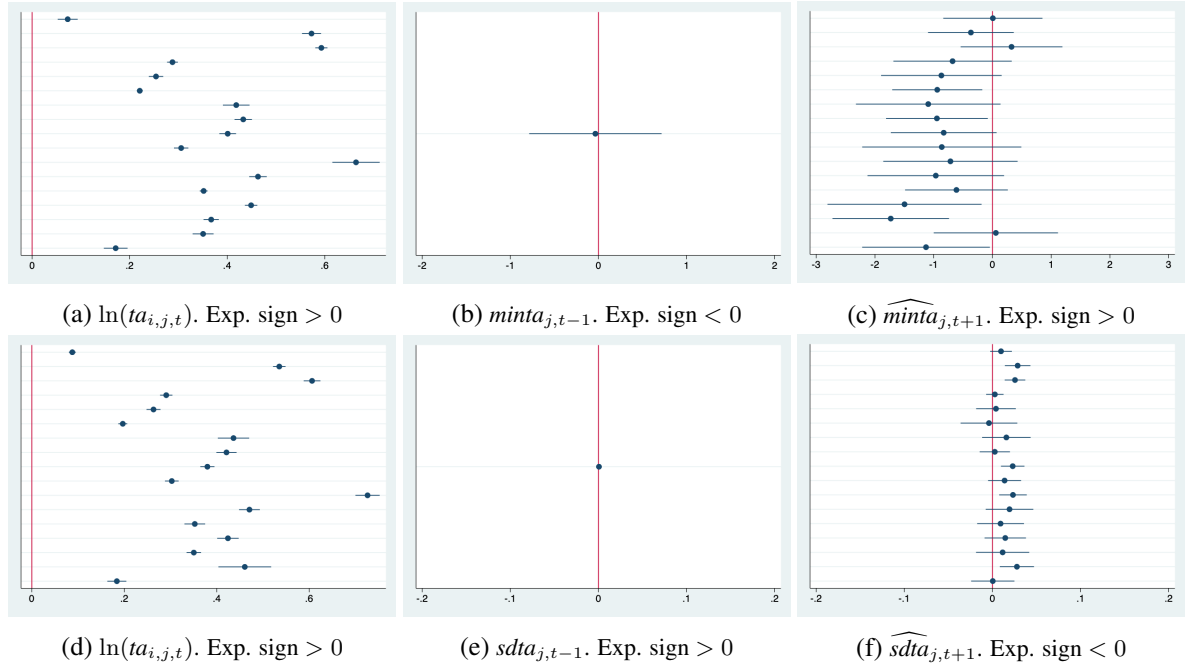 0 .2 .4 .6
-2 -1 0 1 2
-3 -2 -1 0 1 2 3
(a) ln(ta_{i,j,t}). Exp. sign > 0
(b) minta_{j,t−1}. Exp. sign < 0
(c) \widehat{minta}_{j,t+1}. Exp. sign > 0
0 .2 .4 .6
-.2 -.1 0 .1 .2
-.2 -.1 0 .1 .2
(d) ln(ta_{i,j,t}). Exp. sign > 0
(e) sdta_{j,t−1}. Exp. sign > 0
(f) \widehat{sdta}_{j,t+1}. Exp. sign < 0